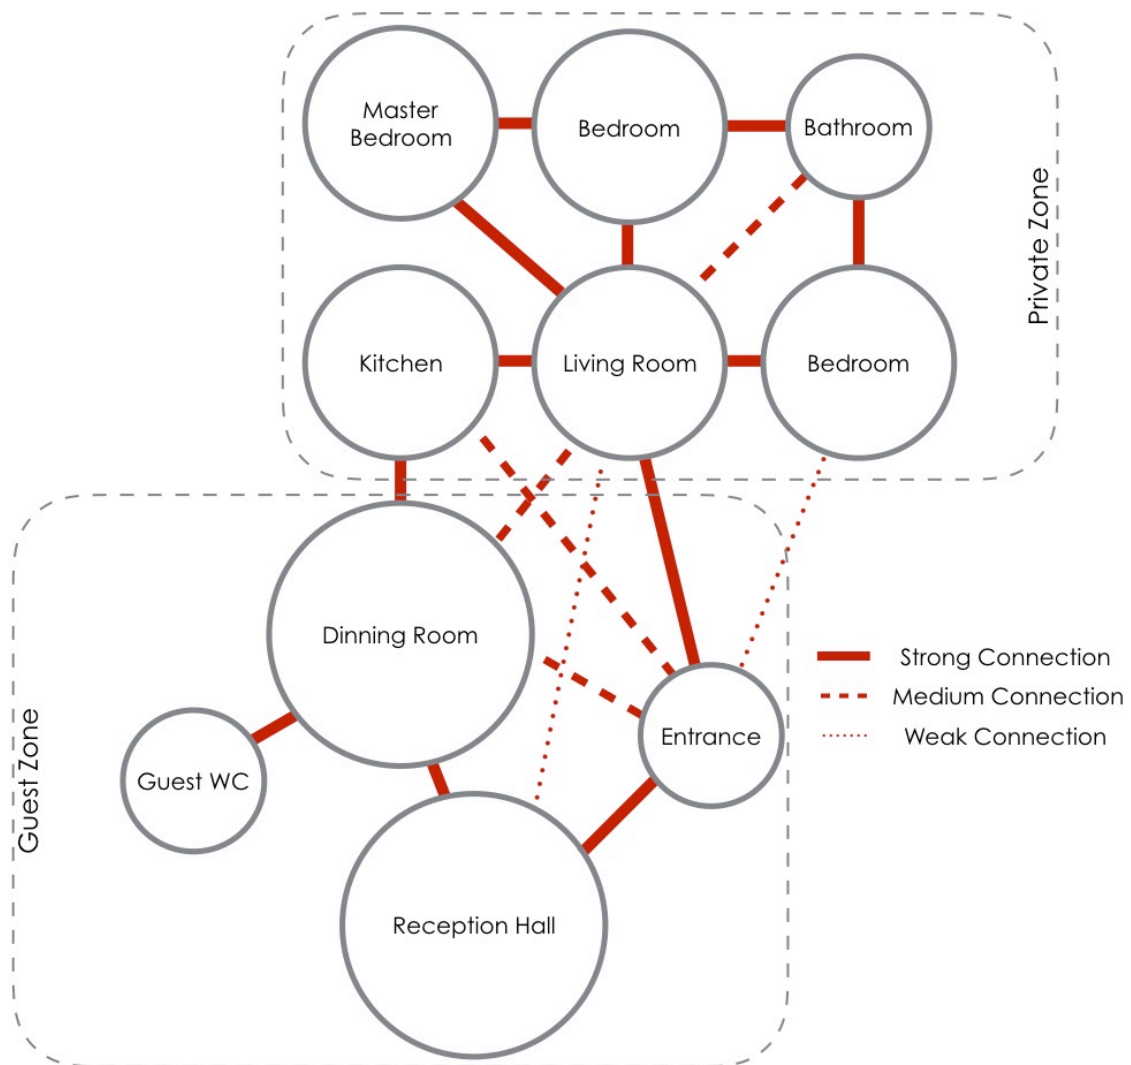 Master
Bedroom
Bedroom
Bathroom
Private Zone
Kitchen
Living Room
Bedroom
Dinning Room
Strong Connection
Medium Connection
Weak Connection
Entrance
Guest WC
Guest Zone
Reception Hall